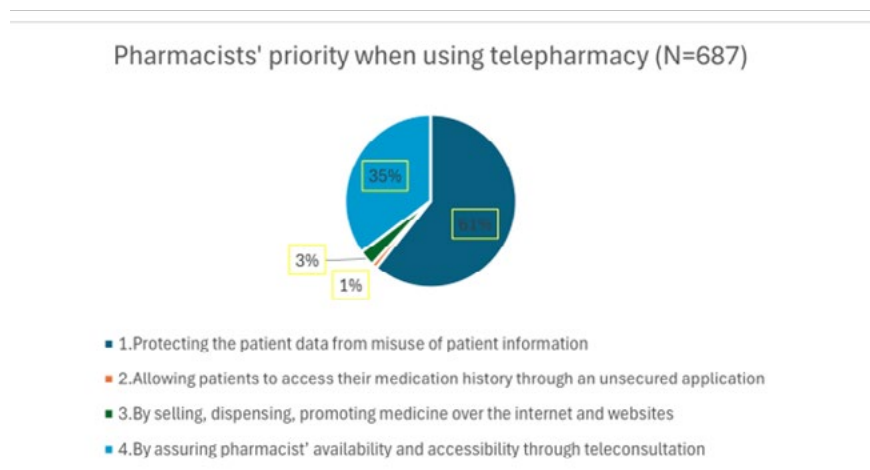 Pharmacists' priority when using telepharmacy (N=687)
35%
61%
3%
1%
1.Protecting the patient data from misuse of patient information
2.Allowing patients to access their medication history through an unsecured application
3.By selling, dispensing, promoting medicine over the internet and websites
4.By assuring pharmacist’ availability and accessibility through teleconsultation